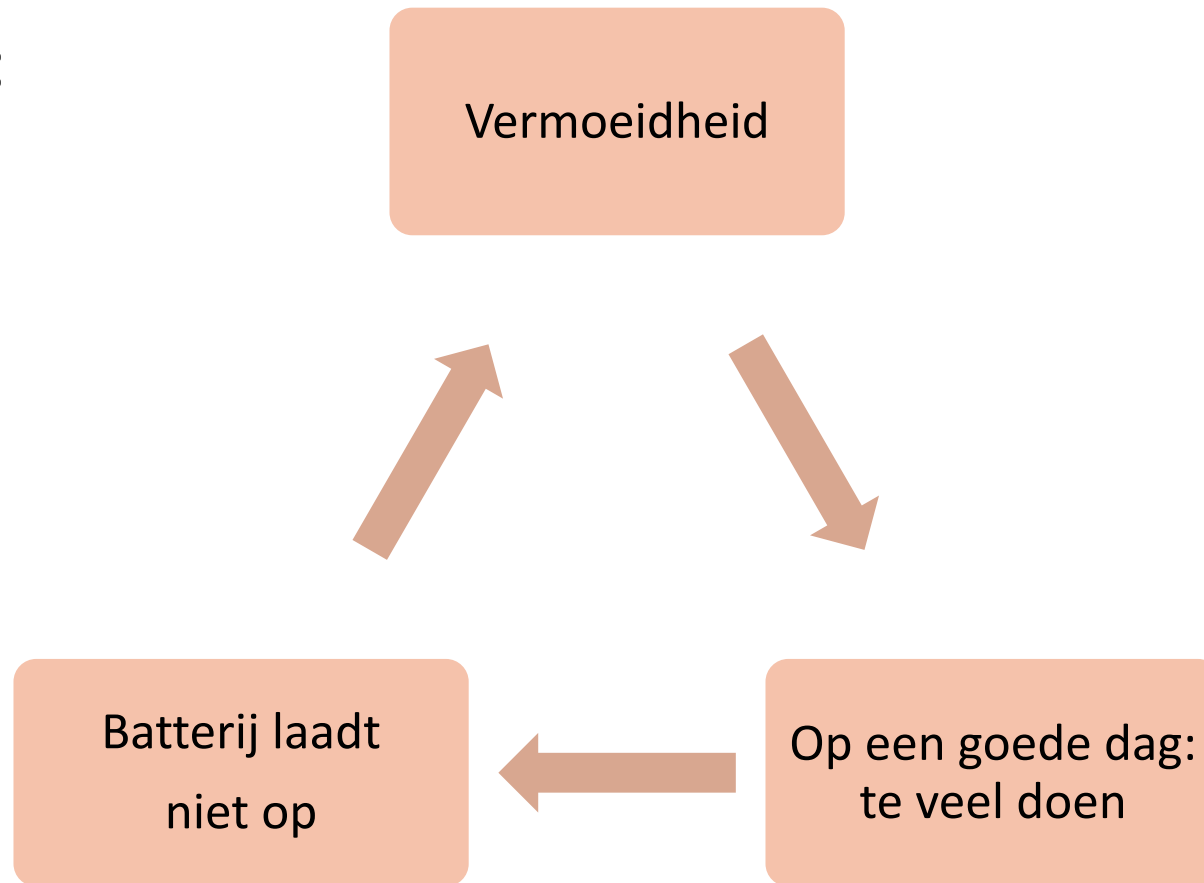 :
Vermoeidheid
Batterij laadt
niet op
Op een goede dag:
te veel doen